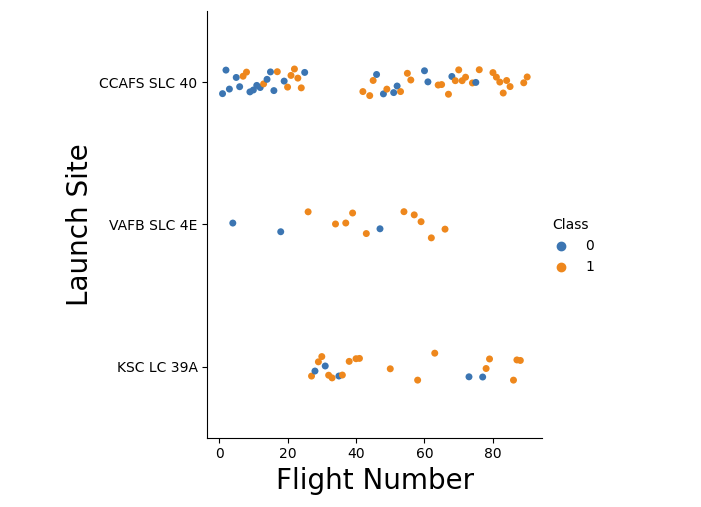 CCAFS SLC 40
VAFB SLC 4E
KSC LC 39A
Launch Site
0
20
40
60
80
Flight Number
Class
0
1